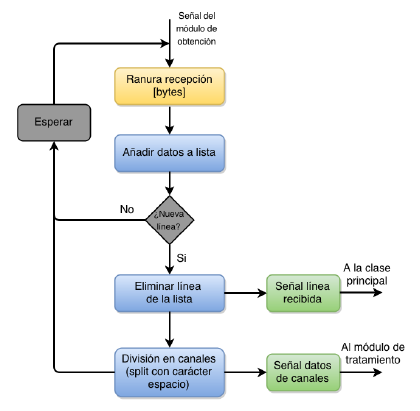 Señal del
módulo de
obtención
Ranura recepción
[bytes]
Esperar
Añadir datos a lista
¿Nueva
línea?
No
Si
Eliminar línea
de la lista
Señal línea
recibida
A la clase
principal
División en canales
(split con carácter
espacio)
Señal datos
de canales
Al módulo de
tratamiento